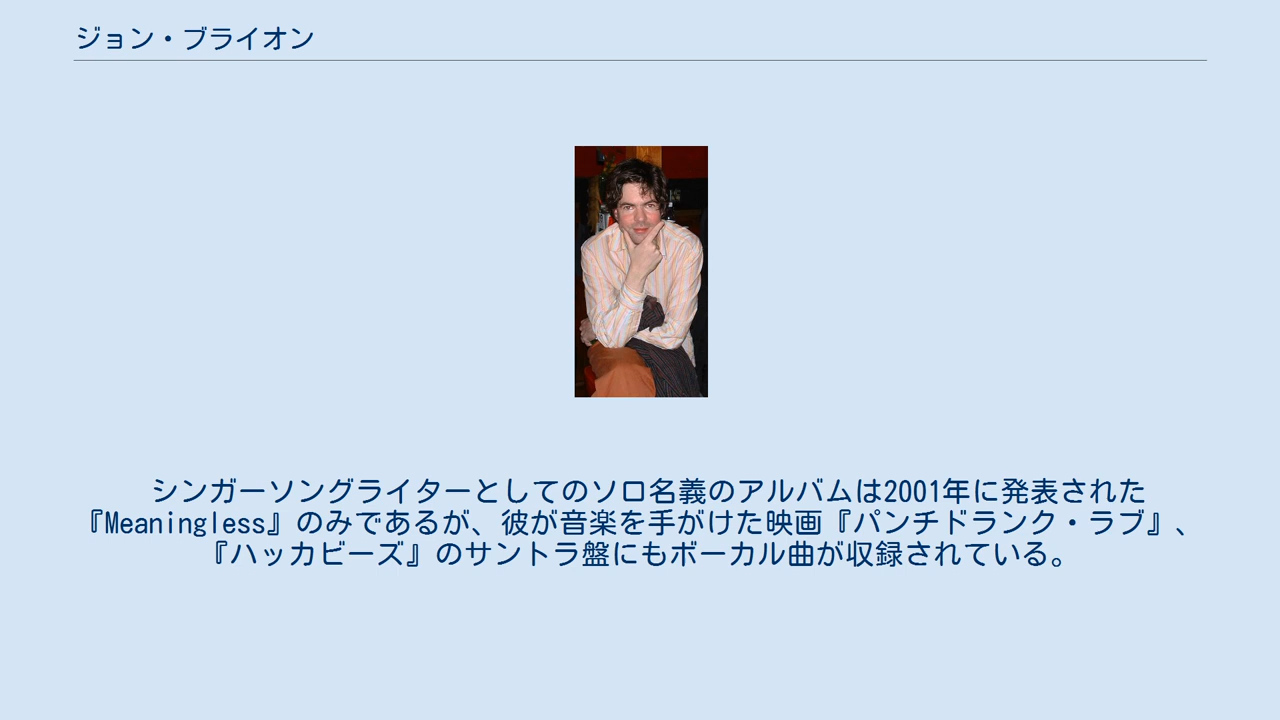 ジョン・ブライオン
シンガーソングライターとしてのソロ名義のアルバムは2001年に発表された
『Meaningless』のみであるが、彼が音楽を手がけた映画『パンチドランク・ラブ』、
『ハッカビーズ』のサントラ盤にもボーカル曲が収録されている。